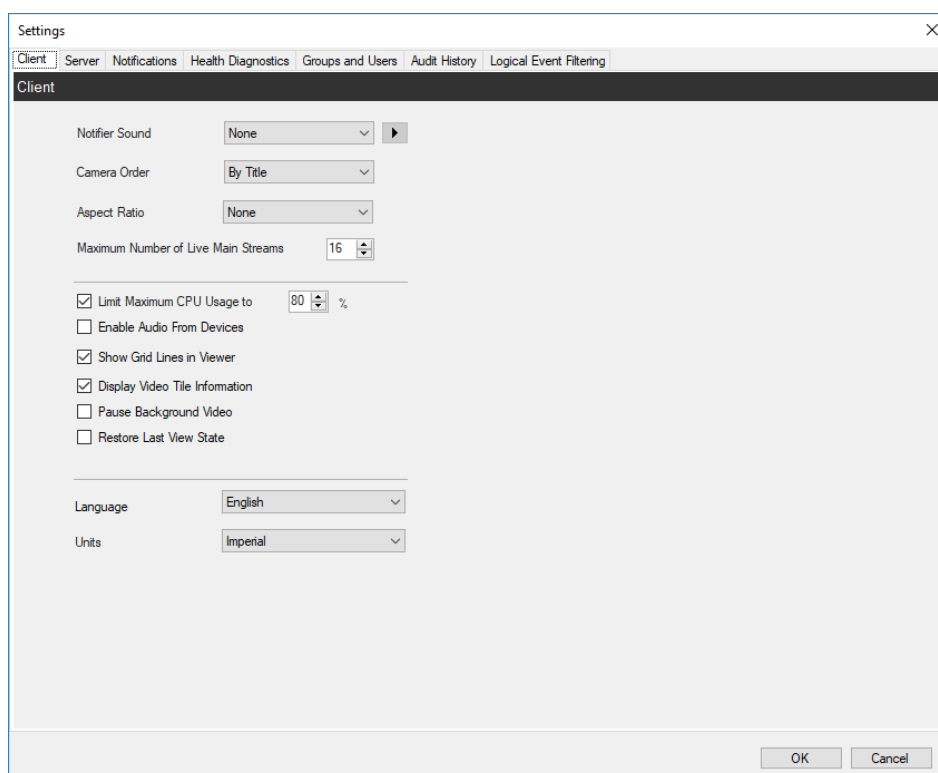 Settings
Client Server Notifications Health Diagnostics Groups and Users Audit History Logical Event Filtering
Client
Notifier Sound None
Camera Order By Title
Aspect Ratio None
Maximum Number of Live Main Streams 16
Limit Maximum CPU Usage to 80 %
Enable Audio From Devices
Show Grid Lines in Viewer
Display Video Tile Information
Pause Background Video
Restore Last View State
Language English
Units Imperial
OK Cancel